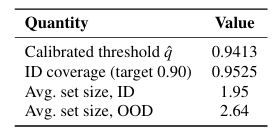 Quantity Value
Calibrated threshold q̂ 0.9413
ID coverage (target 0.90) 0.9525
Avg. set size, ID 1.95
Avg. set size, OOD 2.64